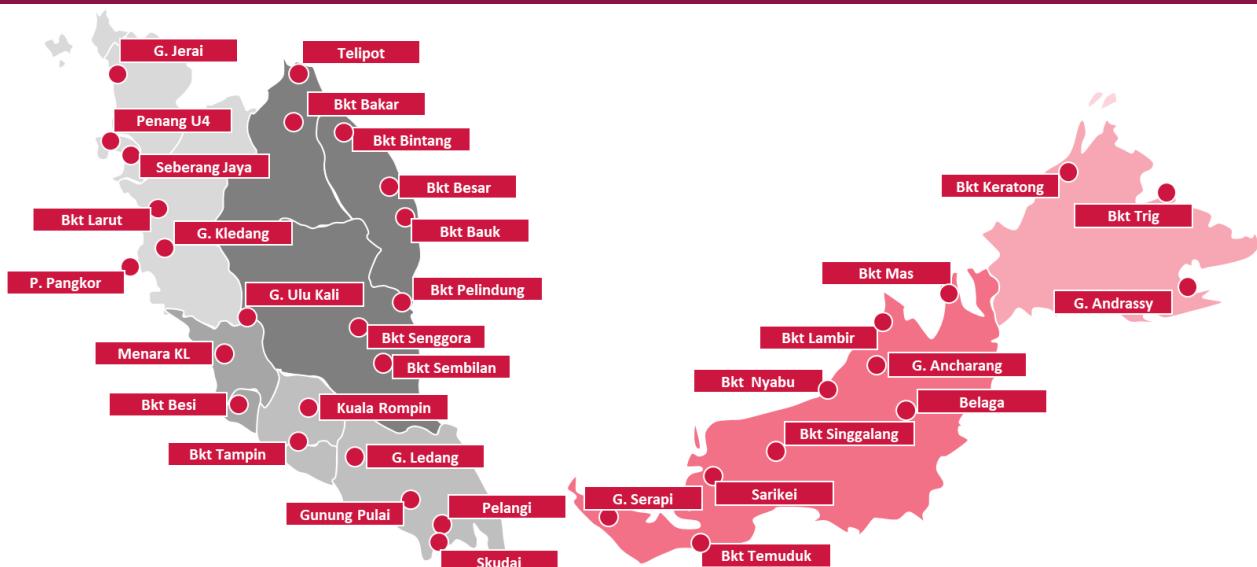 G. Jerai
Telipot
Bkt Bakar
Penang U4
Bkt Bintang
Seberang Jaya
Bkt Besar
Bkt Larut
Bkt Bauk
G. Kledang
P. Pangkor
G. Ulu Kali
Bkt Pelindung
Menara KL
Bkt Senggora
Bkt Sembilan
Bkt Besi
Kuala Rompin
Bkt Tampin
G. Ledang
Gunung Pulai
Pelangi
Skudai
Bkt Keratong
Bkt Trig
Bkt Mas
G. Andrassy
Bkt Lambir
G. Ancharang
Bkt Nyabu
Belaga
Bkt Singgalang
G. Serapi
Sarikei
Bkt Temuduk